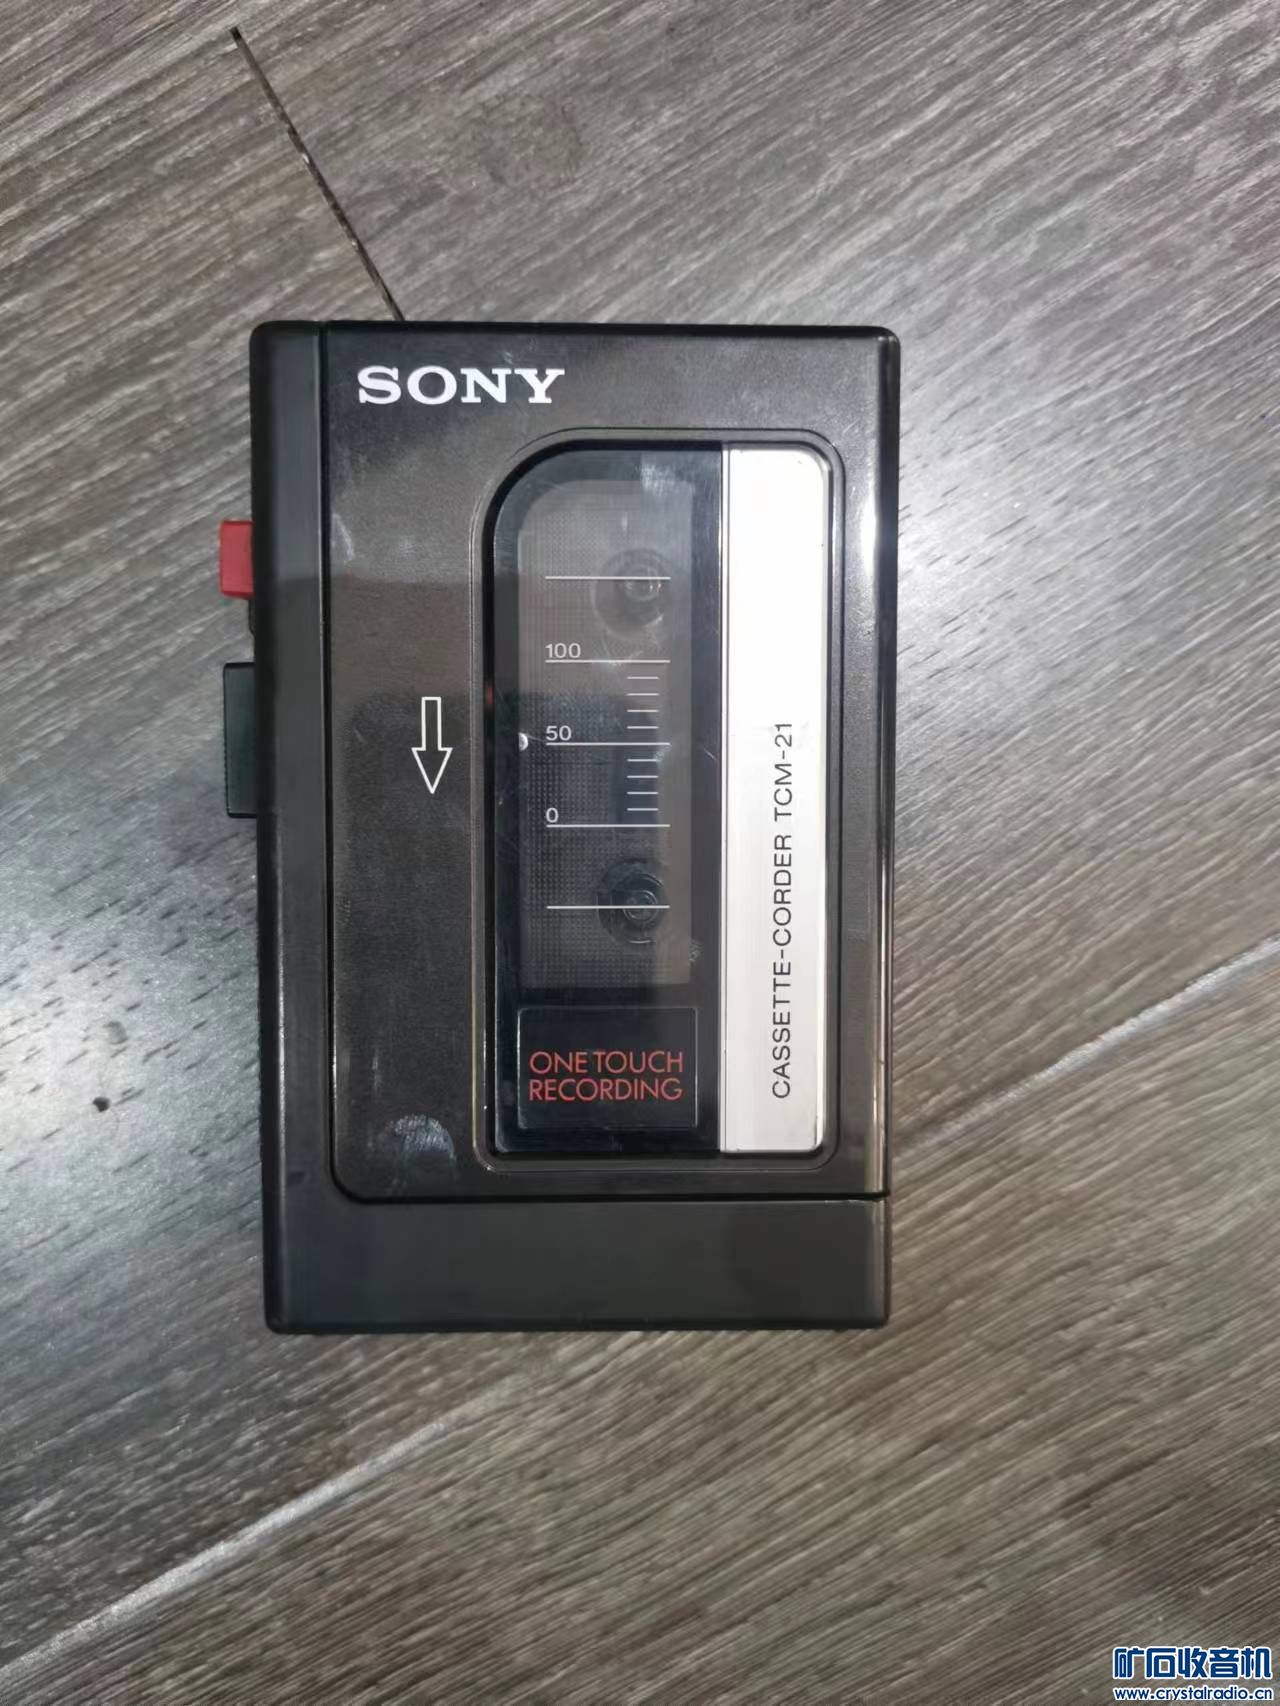 SONY
100
50
0
ONE TOUCH
RECORDING
CASSETTE-CORDER TCM-21
矿石收音机
www.crystalradio.cn